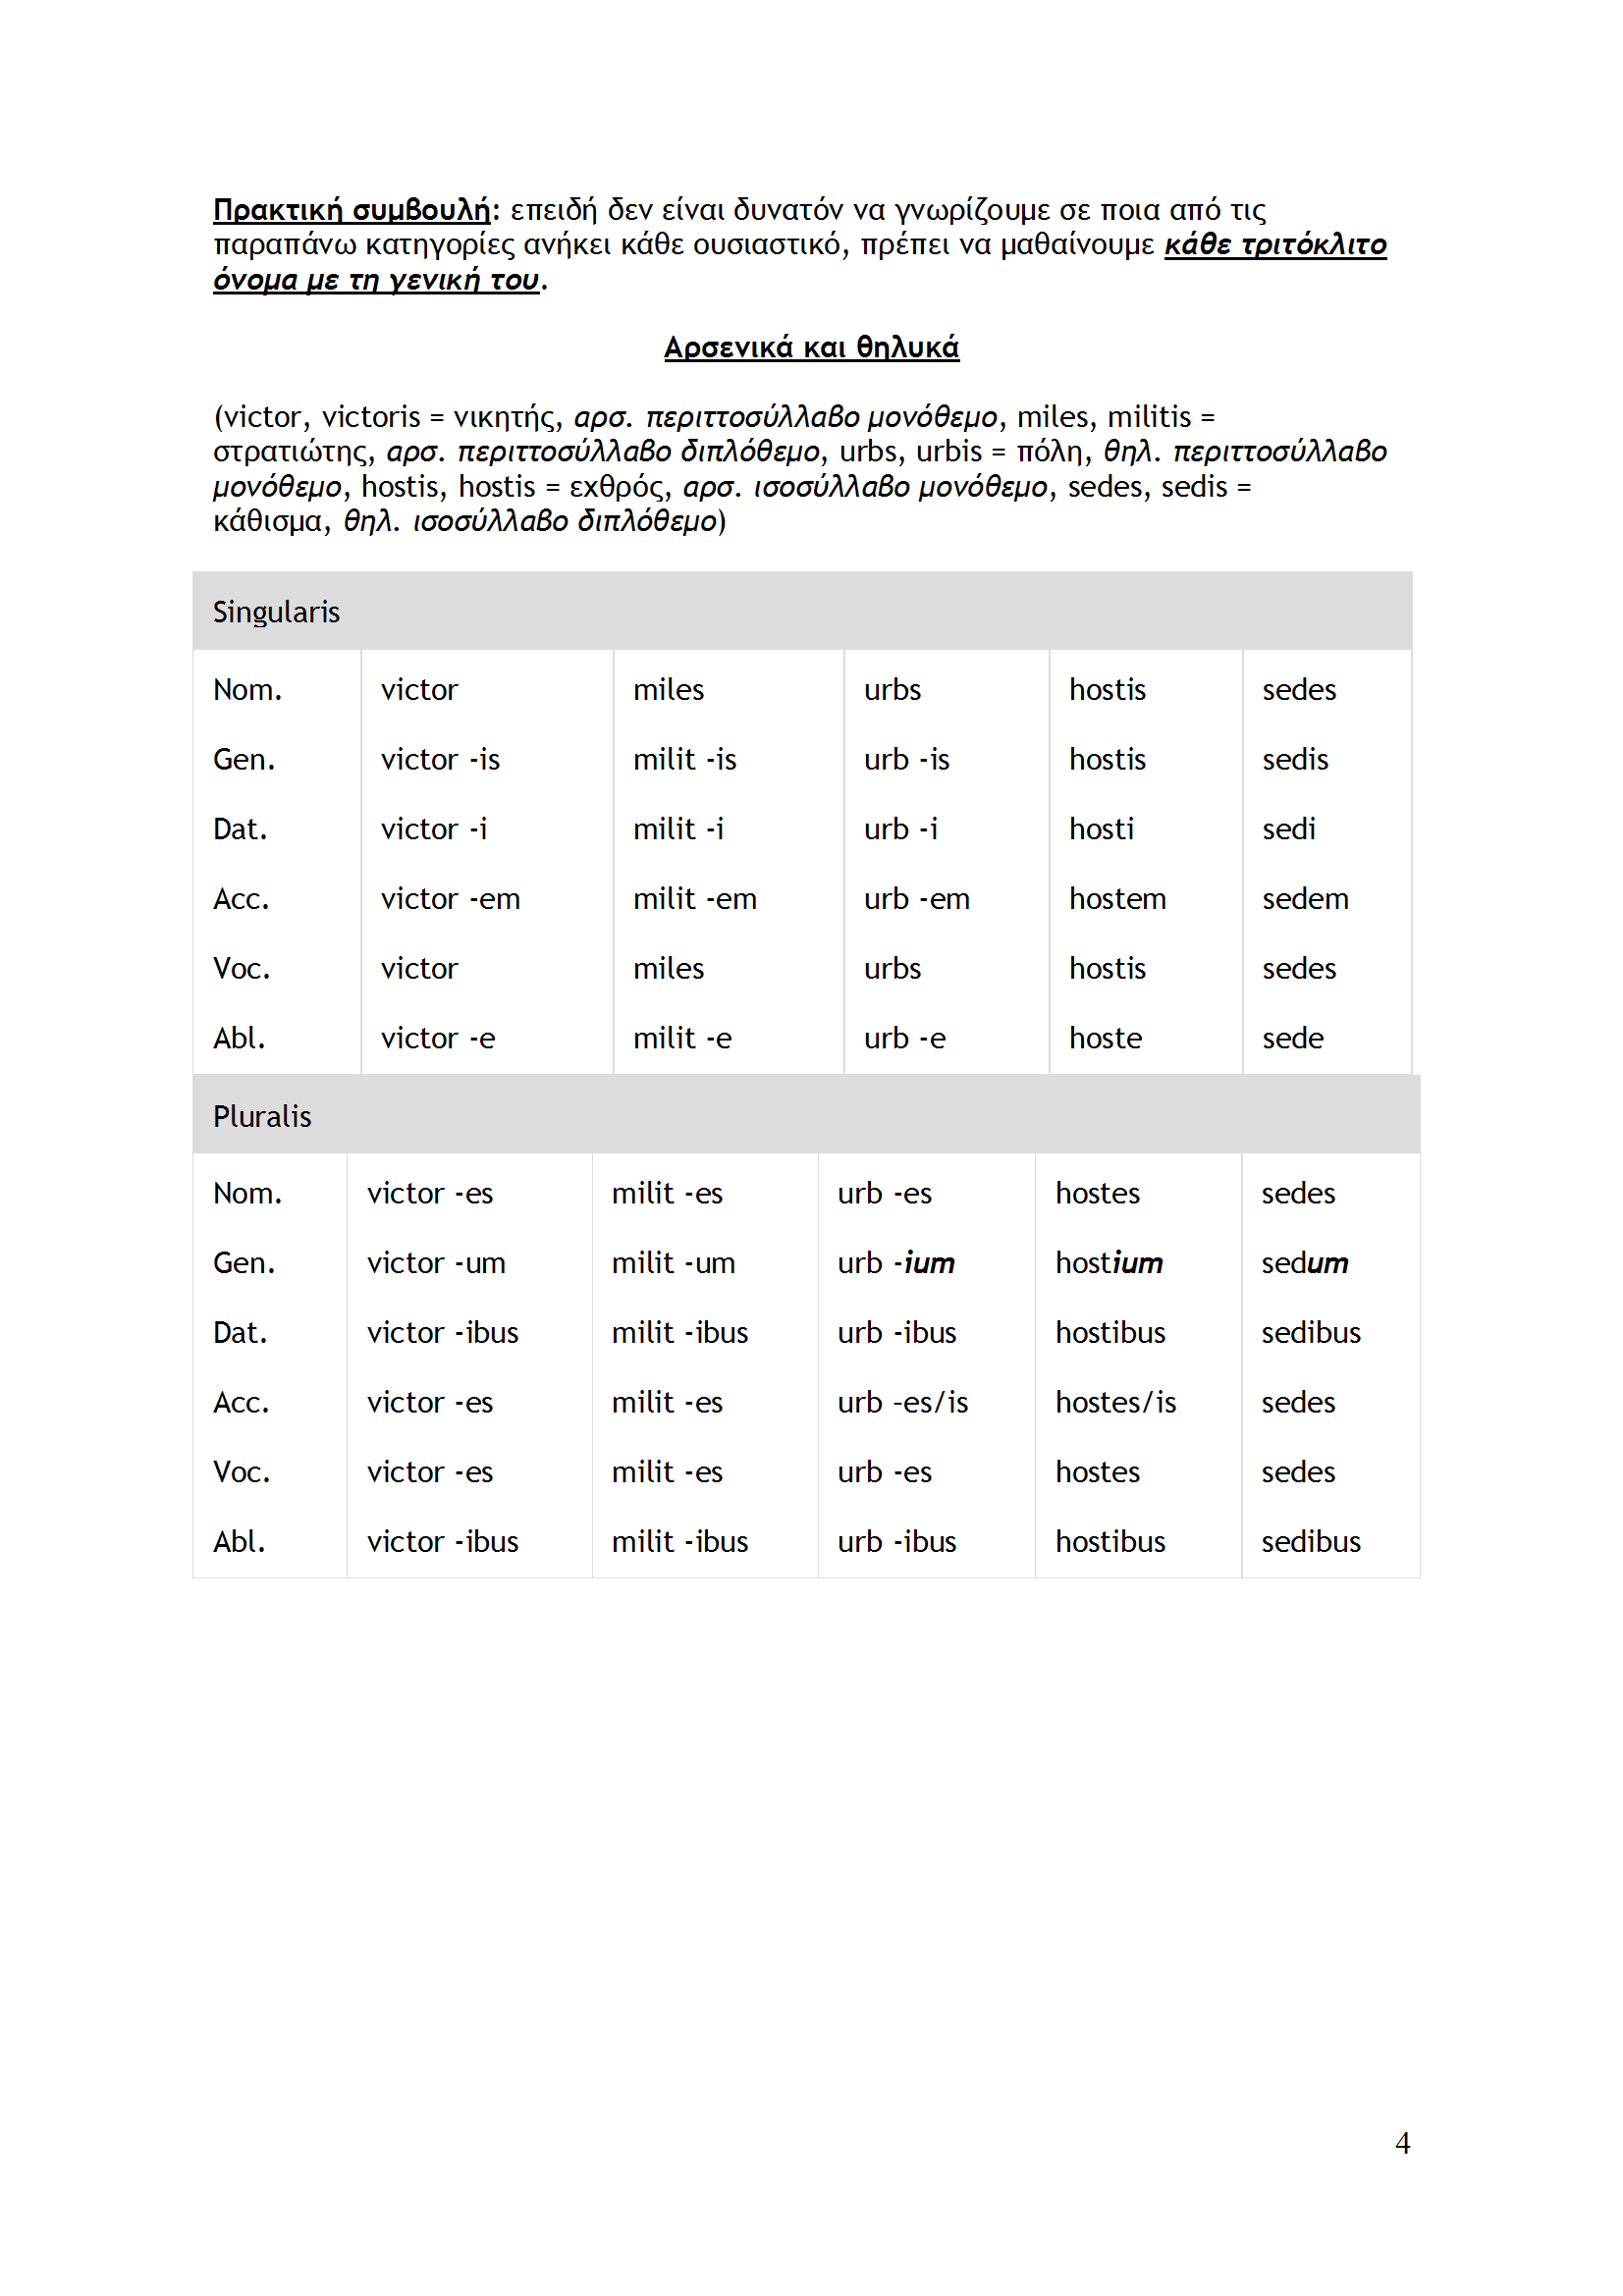 Πρακτική συμβουλή: επειδή δεν είναι δυνατόν να γνωρίζουμε σε ποια από τις
παραπάνω κατηγορίες ανήκει κάθε ουσιαστικό, πρέπει να μαθαίνουμε κάθε τριτόκλιτο
όνομα με τη γενική του.
Αρσενικά και θηλυκά
(victor, victoris = νικητής, αρσ. περιττοσύλλαβο μονόθεμο, miles, militis =
στρατιώτης, αρσ. περιττοσύλλαβο διπλόθεμο, urbs, urbis = πόλη, θηλ. περιττοσύλλαβο
μονόθεμο, hostis, hostis = εχθρός, αρσ. ισοσύλλαβο μονόθεμο, sedes, sedis =
κάθισμα, θηλ. ισοσύλλαβο διπλόθεμο)
Singularis
Nom. victor miles urbs hostis sedes
Gen. victor -is milit -is urb -is hostis sedis
Dat. victor -i milit -i urb -i hosti sedi
Acc. victor -em milit -em urb -em hostem sedem
Voc. victor miles urbs hostis sedes
Abl. victor -e milit -e urb -e hoste sede
Pluralis
Nom. victor -es milit -es urb -es hostes sedes
Gen. victor -um milit -um urb -ium hostium sedum
Dat. victor -ibus milit -ibus urb -ibus hostibus sedibus
Acc. victor -es milit -es urb –es/is hostes/is sedes
Voc. victor -es milit -es urb -es hostes sedes
Abl. victor -ibus milit -ibus urb -ibus hostibus sedibus
4